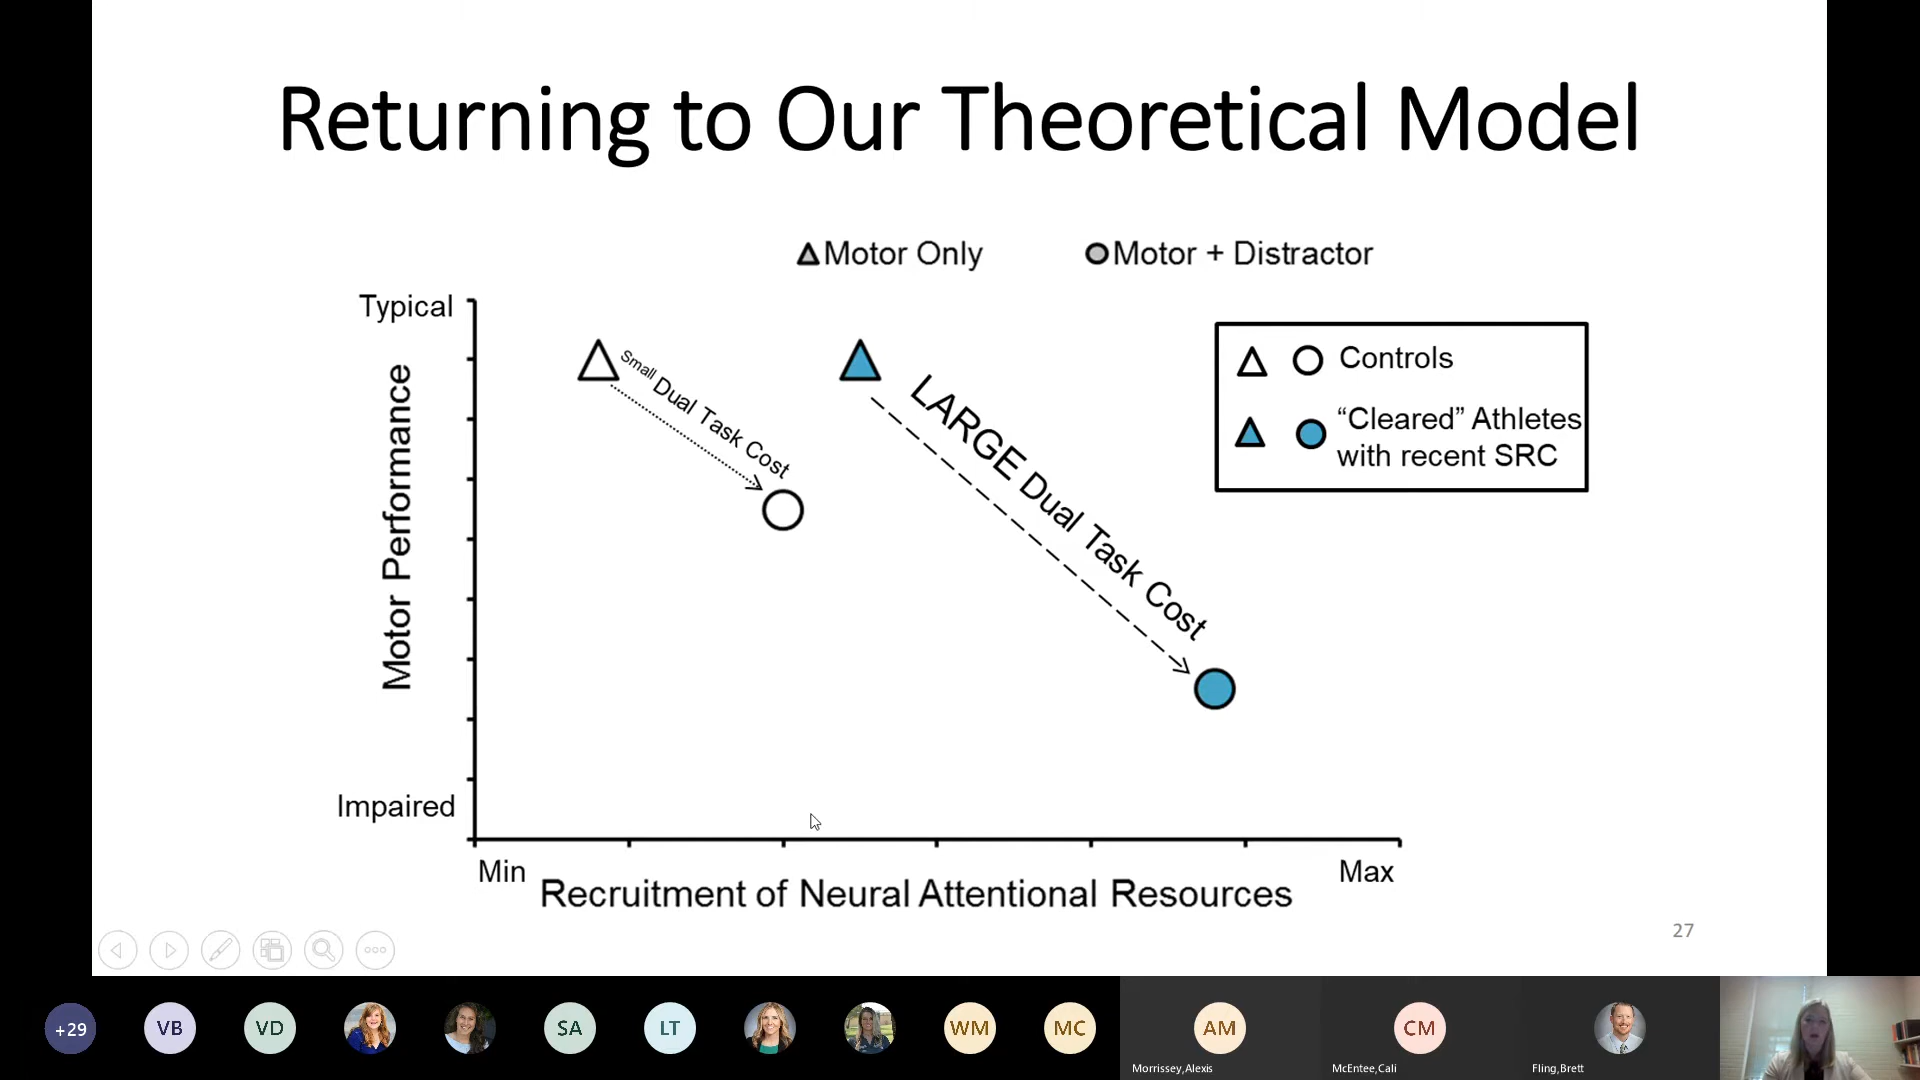 Returning to Our Theoretical Model
Motor Only
Motor + Distractor
Typical
Motor Performance
Impaired
Small Dual Task Cost
LARGE Dual Task Cost
Controls
“Cleared” Athletes
with recent SRC
Min
Max
Recruitment of Neural Attentional Resources
27
+29
VB
VD
SA
LT
WM
MC
AM
CM
Morrissey,Alexis
McEntee,Cali
Fling,Brett